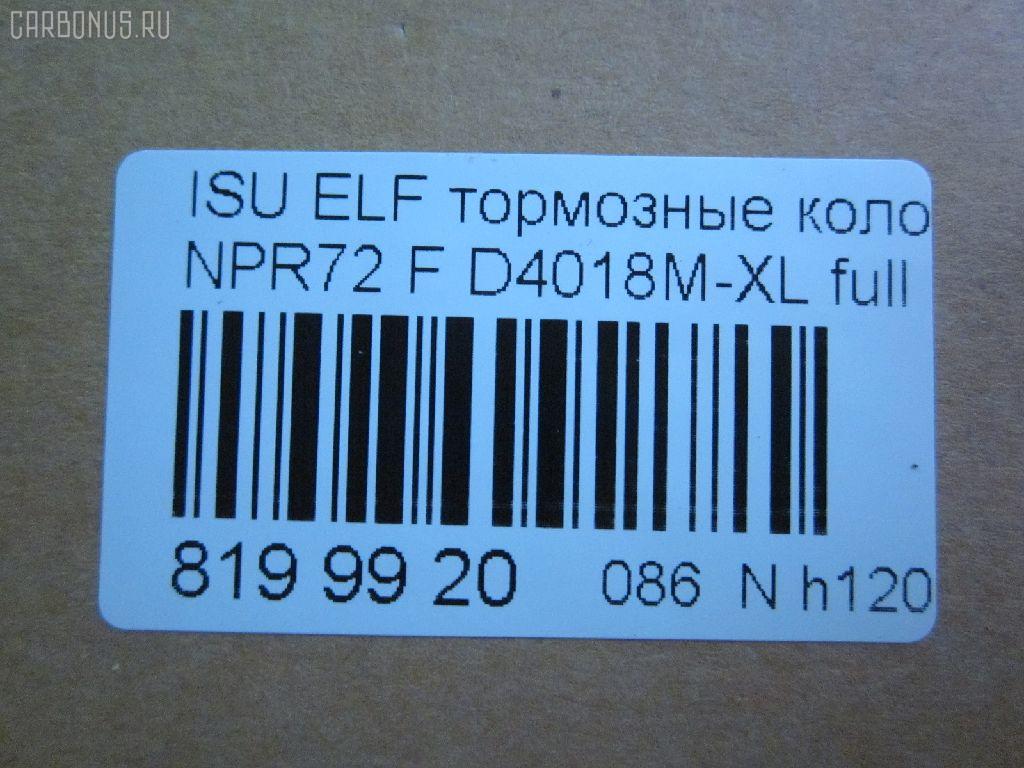 CARBONUS.RU
ISU ELF тормозные коло
NPR72 F D4018M-XL full
819 99 20 086 N h120